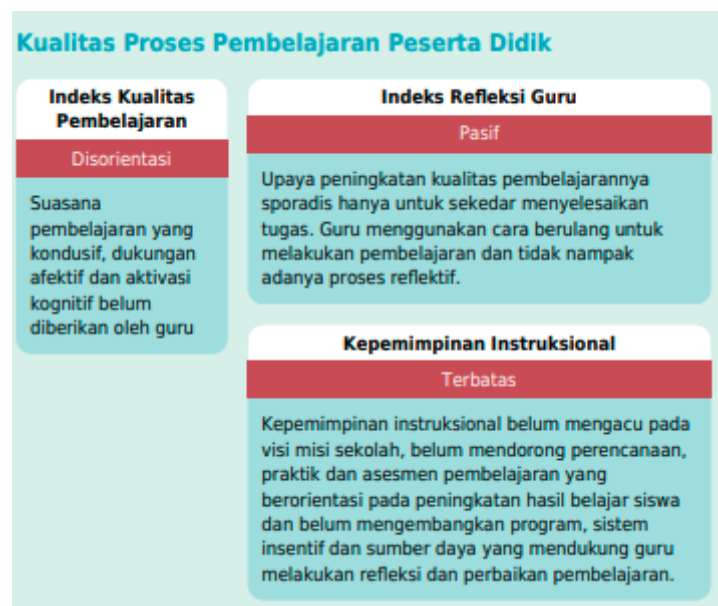 Kualitas Proses Pembelajaran Peserta Didik
Indeks Kualitas
Pembelajaran
Disorientasi
Suasana
pembelajaran yang
kondusif, dukungan
afektif dan aktivasi
kognitif belum
diberikan oleh guru
Indeks Refleksi Guru
Pasif
Upaya peningkatan kualitas pembelajarannya
sporadis hanya untuk sekedar menyelesaikan
tugas. Guru menggunakan cara berulang untuk
melakukan pembelajaran dan tidak nampak
adanya proses reflektif.
Kepemimpinan Instruksional
Terbatas
Kepemimpinan instruksional belum mengacu pada
visi misi sekolah, belum mendorong perencanaan,
praktik dan asesmen pembelajaran yang
berorientasi pada peningkatan hasil belajar siswa
dan belum mengembangkan program, sistem
insentif dan sumber daya yang mendukung guru
melakukan refleksi dan perbaikan pembelajaran.